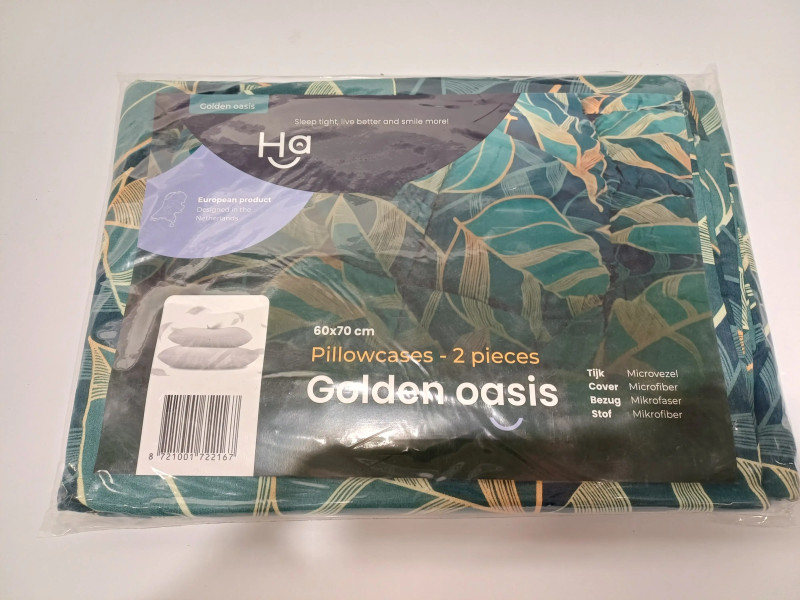 Golden oasis
Sleep tight, live better and smile more!
Ha
European product
Designed in the
Netherlands
60x70 cm
Pillowcases - 2 pieces
Golden oasis
Tijk Microvezel
Cover Microfiber
Bezug Mikrofaser
Stof Mikrofiber
8 721001 722167